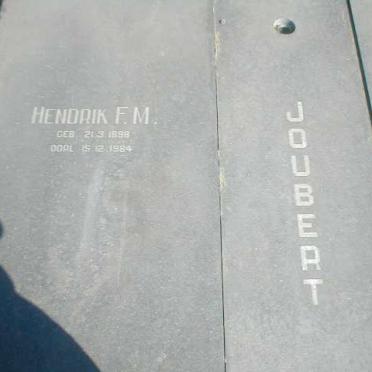 HENDRIK F.M.
GEB. 21.3.1898
OORL. 15.12.1984
JOUBERT